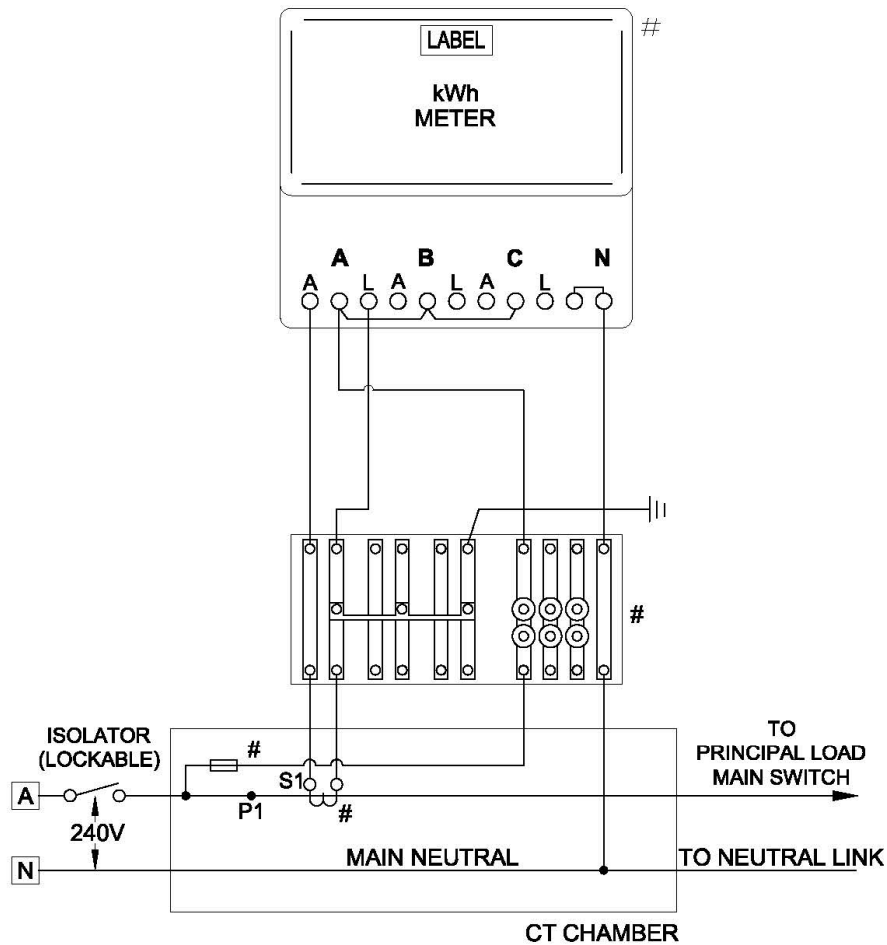 #
LABEL
kWh
METER
A B C N
A L A L A L
#
ISOLATOR
(LOCKABLE)
#
TO
PRINCIPAL LOAD
MAIN SWITCH
S1
A
P1
#
240V
N
MAIN NEUTRAL
TO NEUTRAL LINK
CT CHAMBER